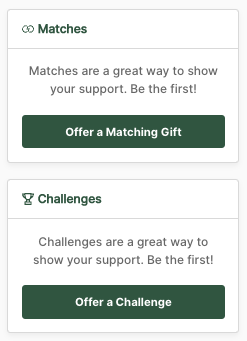 Matches
Matches are a great way to show
your support. Be the first!
Offer a Matching Gift
Challenges
Challenges are a great way to
show your support. Be the first!
Offer a Challenge